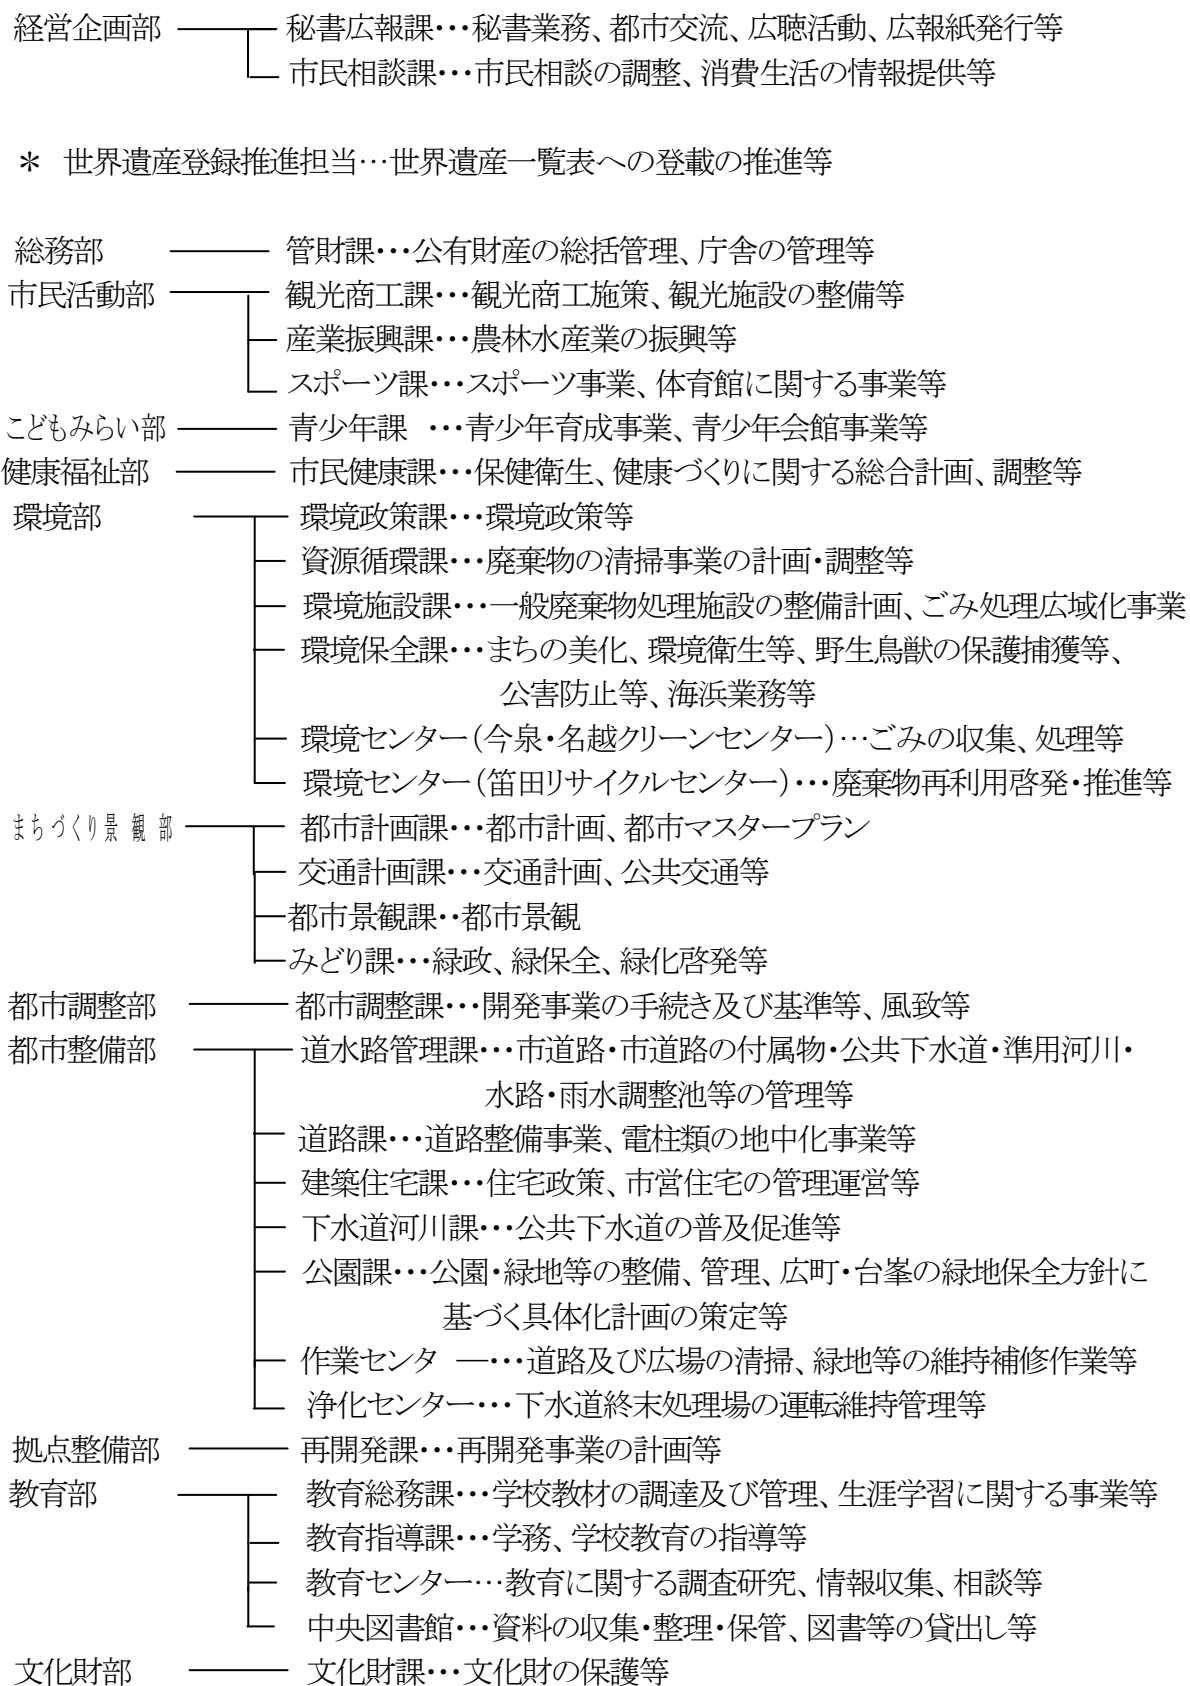 経営企画部 秘書広報課・・・秘書業務、都市交流、広聴活動、広報紙発行等
市民相談課・・・市民相談の調整、消費生活の情報提供等
＊ 世界遺産登録推進担当…世界遺産一覧表への登載の推進等
総務部 管財課・・・公有財産の総括管理、庁舎の管理等
市民活動部 観光商工課・・・観光商工施策、観光施設の整備等
産業振興課・・・農林水産業の振興等
スポーツ課・・・スポーツ事業、体育館に関する事業等
こどもみらい部 青少年課 ・・・青少年育成事業、青少年会館事業等
健康福祉部 市民健康課・・・保健衛生、健康づくりに関する総合計画、調整等
環境部 環境政策課・・・環境政策等
資源循環課・・・廃棄物の清掃事業の計画・調整等
環境施設課・・・一般廃棄物処理施設の整備計画、ごみ処理広域化事業
環境保全課・・・まちの美化、環境衛生等、野生鳥獣の保護捕獲等、
公害防止等、海浜業務等
環境センター（今泉・名越クリーンセンター）…ごみの収集、処理等
環境センター（笛田リサイクルセンター）・・・廃棄物再利用啓発・推進等
まちづくり景観部 都市計画課・・・都市計画、都市マスタープラン
交通計画課・・・交通計画、公共交通等
都市景観課・・都市景観
みどり課・・・緑政、緑保全、緑化啓発等
都市調整部 都市調整課・・・開発事業の手続き及び基準等、風致等
都市整備部 道水路管理課・・・市道路・市道路の付属物・公共下水道・準用河川・
水路・雨水調整池等の管理等
道路課・・・道路整備事業、電柱類の地中化事業等
建築住宅課・・・住宅政策、市営住宅の管理運営等
下水道河川課・・・公共下水道の普及促進等
公園課・・・公園・緑地等の整備、管理、広町・台峯の緑地保全方針に
基づく具体化計画の策定等
作業センタ ―・・・道路及び広場の清掃、緑地等の維持補修作業等
浄化センター・・・下水道終末処理場の運転維持管理等
拠点整備部 再開発課・・・再開発事業の計画等
教育部 教育総務課・・・学校教材の調達及び管理、生涯学習に関する事業等
教育指導課・・・学務、学校教育の指導等
教育センター…教育に関する調査研究、情報収集、相談等
中央図書館・・・資料の収集・整理・保管、図書等の貸出し等
文化財部 文化財課・・・文化財の保護等